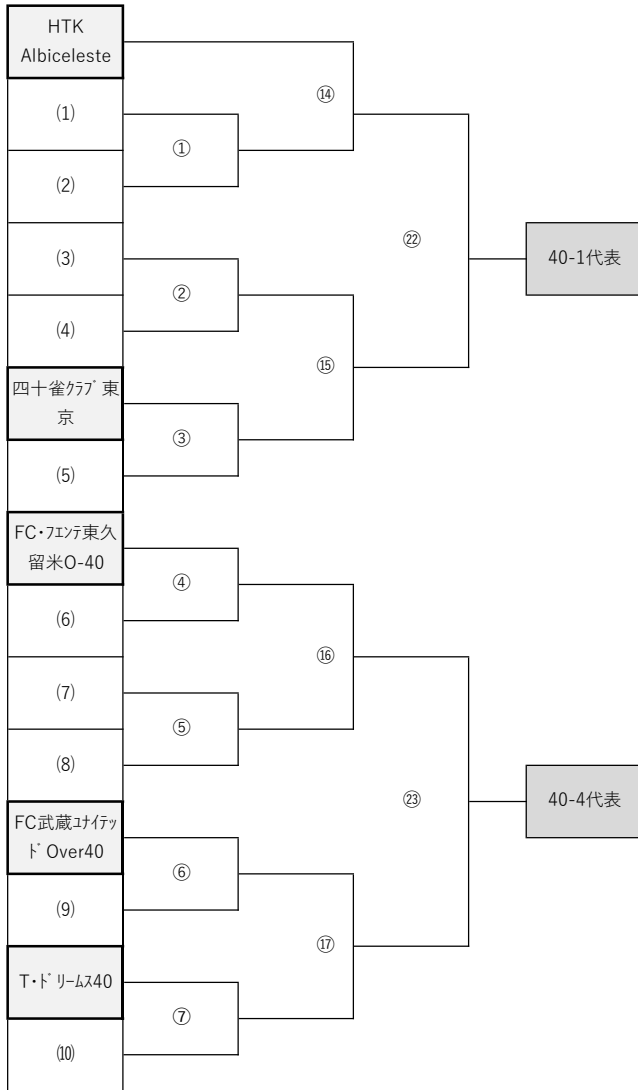 HTK
Albiceleste
(1)
(2)
(3)
(4)
四十雀ｸﾗﾌﾞ東
京
(5)
FC・ﾌｴﾝﾃ東久
留米O-40
(6)
(7)
(8)
FC武蔵ﾕﾅｲﾃｯ
ﾄﾞOver40
(9)
T・ﾄﾞﾘｰﾑｽ40
(10)
①
②
③
④
⑤
⑥
⑦
⑭
⑮
⑯
⑰
㉒
㉓
40-1代表
40-4代表